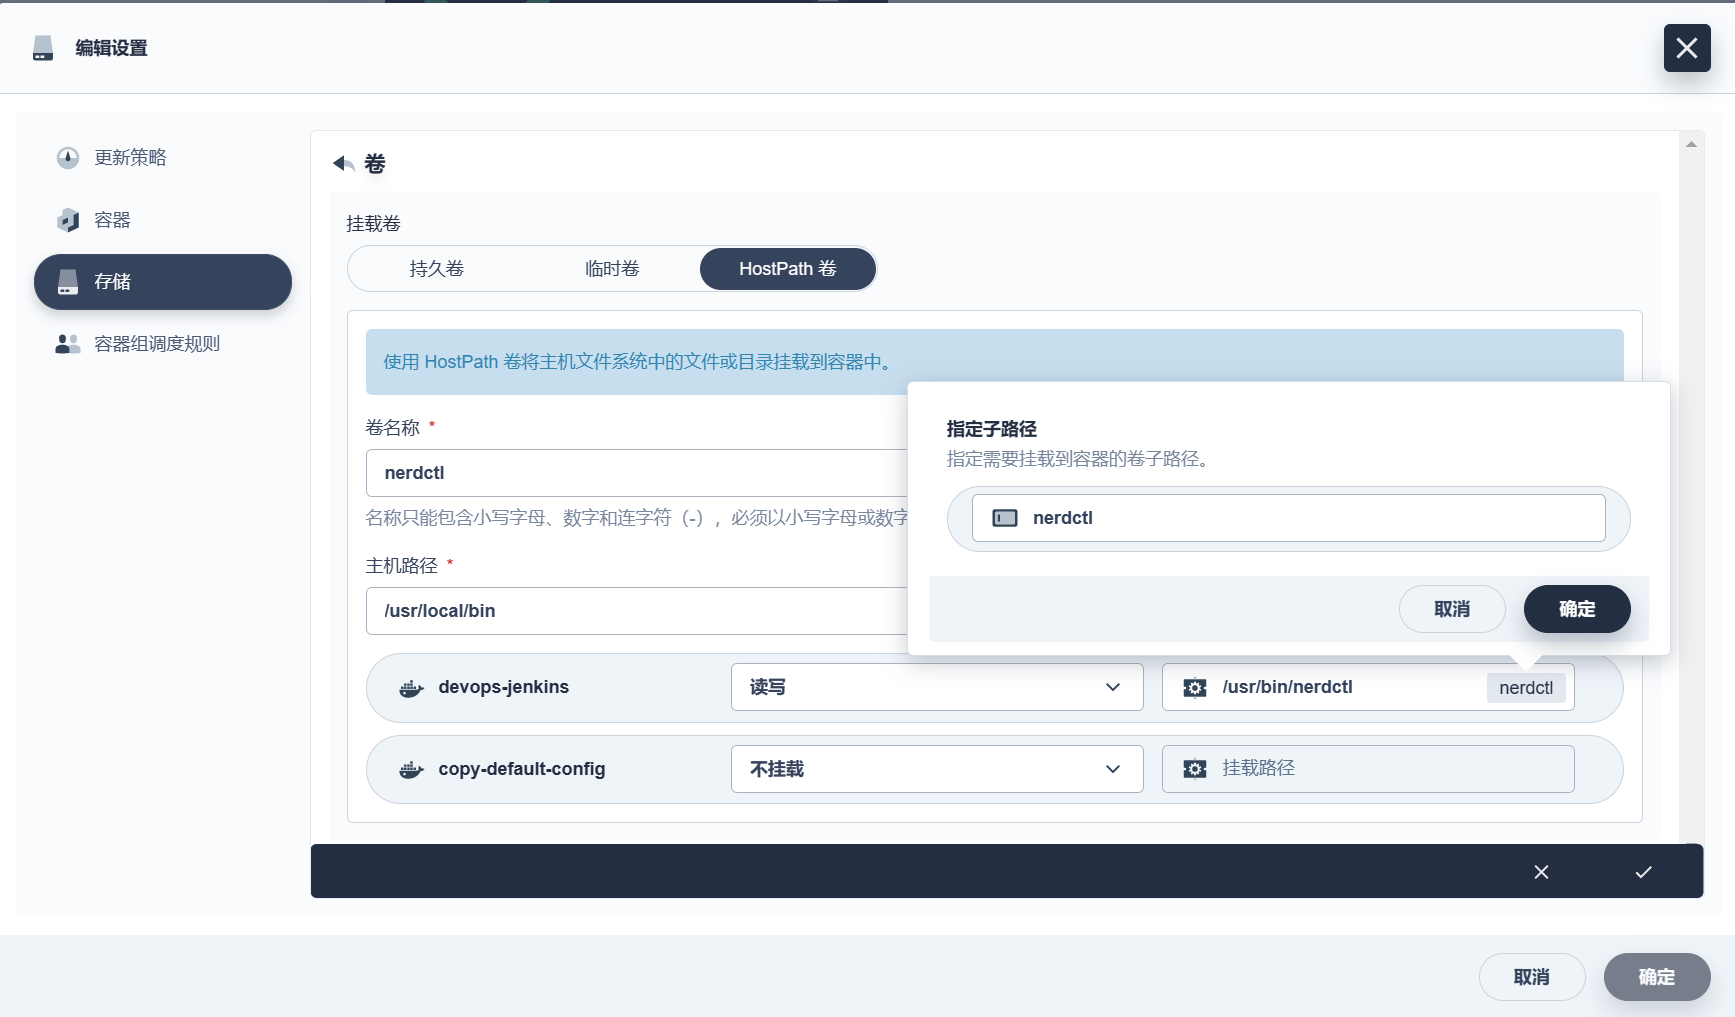 编辑设置
更新策略
容器
存储
容器组调度规则
卷
挂载卷
持久卷
临时卷
HostPath 卷
使用 HostPath 卷将主机文件系统中的文件或目录挂载到容器中。
卷名称 *
nerdctl
名称只能包含小写字母、数字和连字符（-），必须以小写字母或数字
主机路径 *
/usr/local/bin
指定子路径
指定需要挂载到容器的卷子路径。
nerdctl
取消
确定
devops-jenkins
读写
/usr/bin/nerdctl
nerdctl
copy-default-config
不挂载
挂载路径
取消
确定